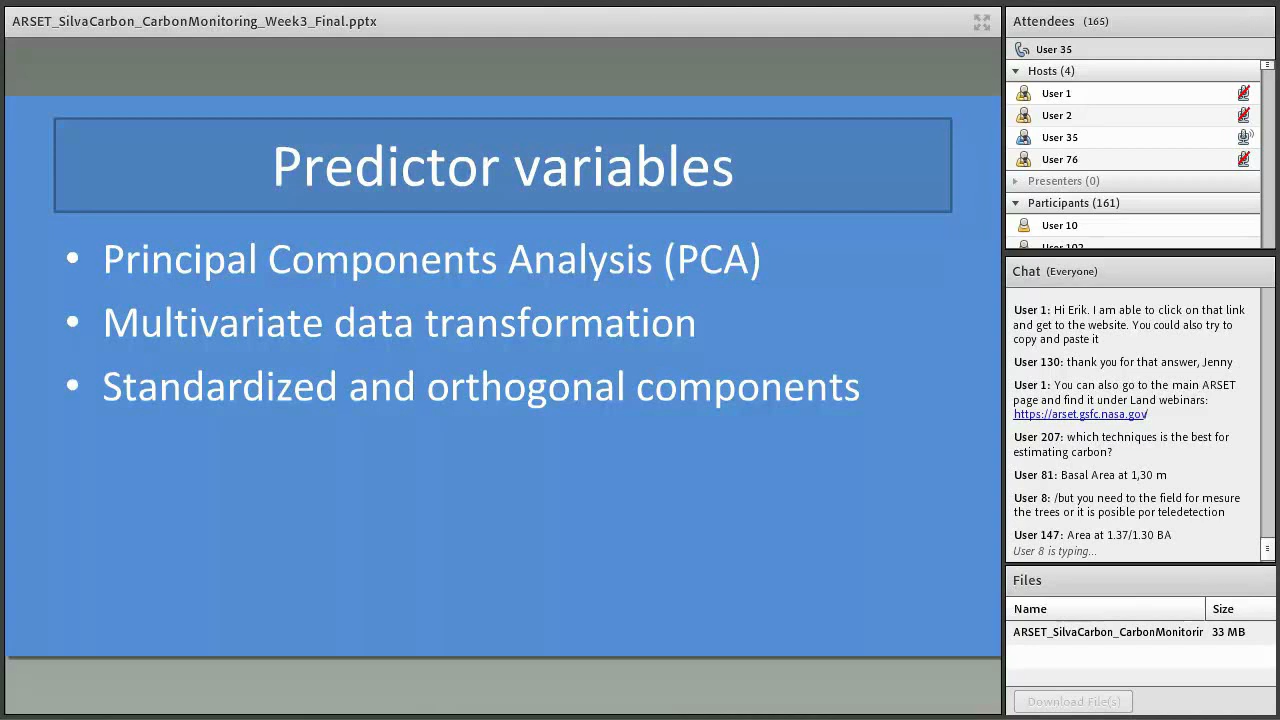 ARSET_SilvaCarbon_CarbonMonitoring_Week3_Final.pptx
Predictor variables
• Principal Components Analysis (PCA)
• Multivariate data transformation
• Standardized and orthogonal components
Attendees (165)
User 35
Hosts (4)
User 1
User 2
User 35
User 76
Presenters (0)
Participants (161)
User 10
User 102
Chat (Everyone)
User 1: Hi Erik. I am able to click on that link
and get to the website. You could also try to
copy and paste it
User 130: thank you for that answer, Jenny
User 1: You can also go to the main ARSET
page and find it under Land webinars:
https://arset.gsfc.nasa.gov/
User 207: which techniques is the best for
estimating carbon?
User 81: Basal Area at 1,30 m
User 8: /but you need to the field for mesure
the trees or it is posible por teledetection
User 147: Area at 1.37/1.30 BA
User 8 is typing...
Files
Name Size
ARSET_SilvaCarbon_CarbonMonitorir 33 MB
Download File(s)